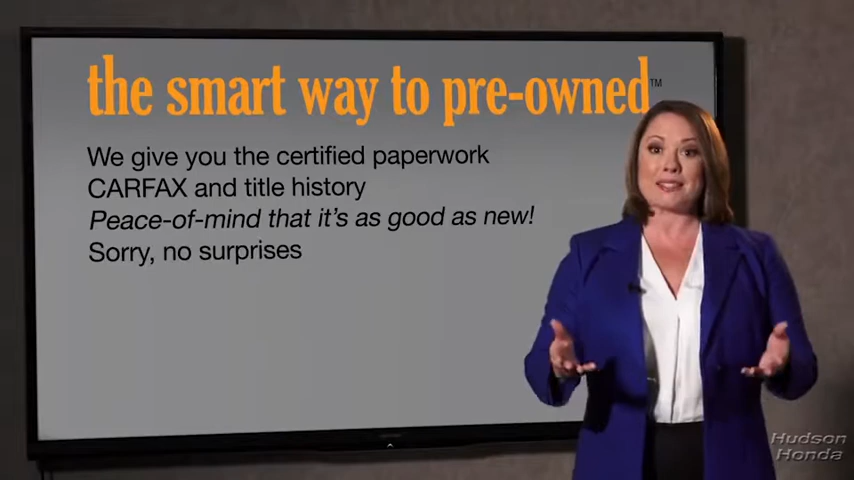 the smart way to pre-owned™
We give you the certified paperwork
CARFAX and title history
Peace-of-mind that it's as good as new!
Sorry, no surprises
Hudson
Honda